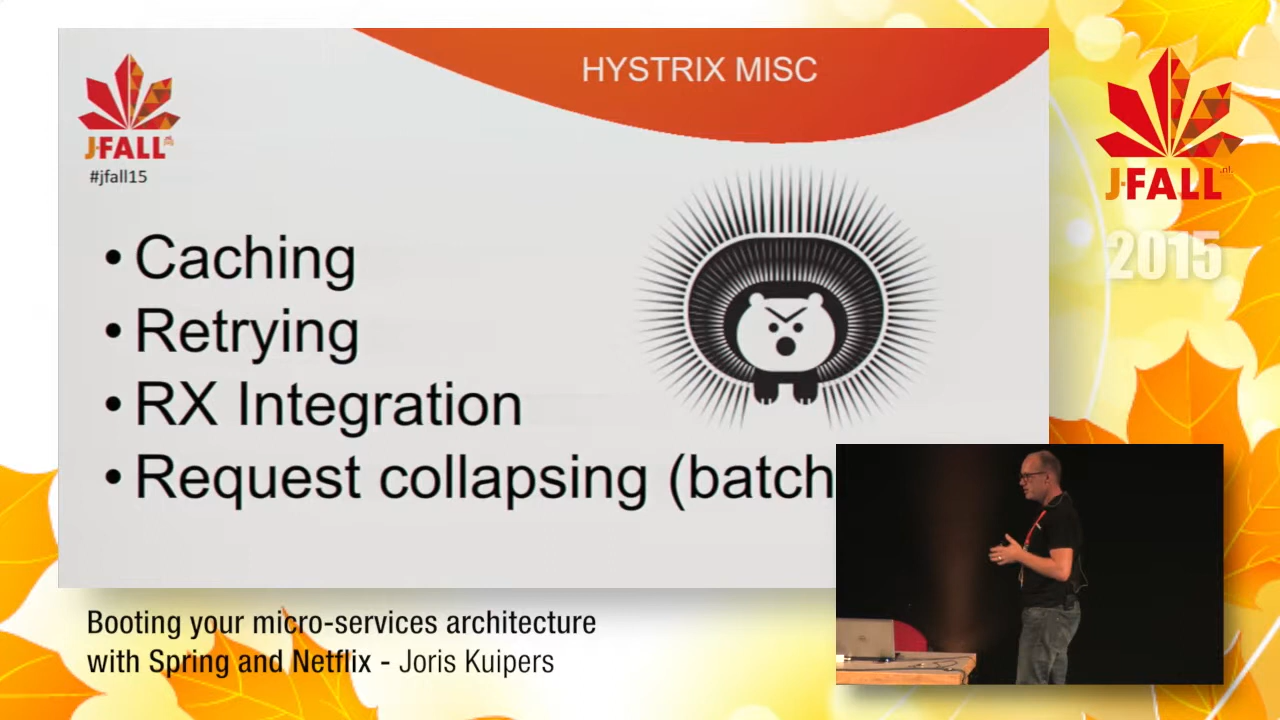 HYSTRIX MISC
J-FALL
#jfall15
• Caching
• Retrying
• RX Integration
• Request collapsing (batch
J-FALL.nl
2015
Booting your micro-services architecture
with Spring and Netflix - Joris Kuipers